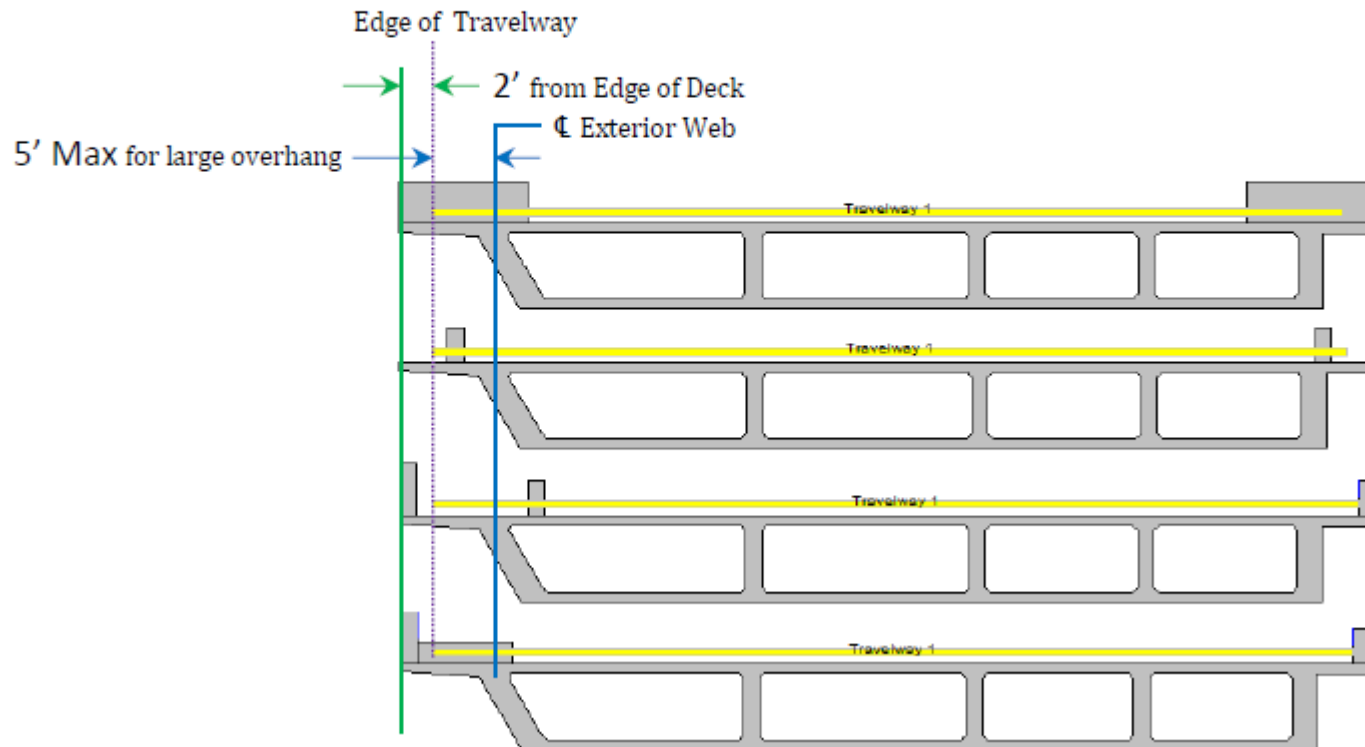 Edge of Travelway
2’ from Edge of Deck
℄ Exterior Web
5’ Max for large overhang
Travelway 1
Travelway 1
Travelway 1
Travelway 1